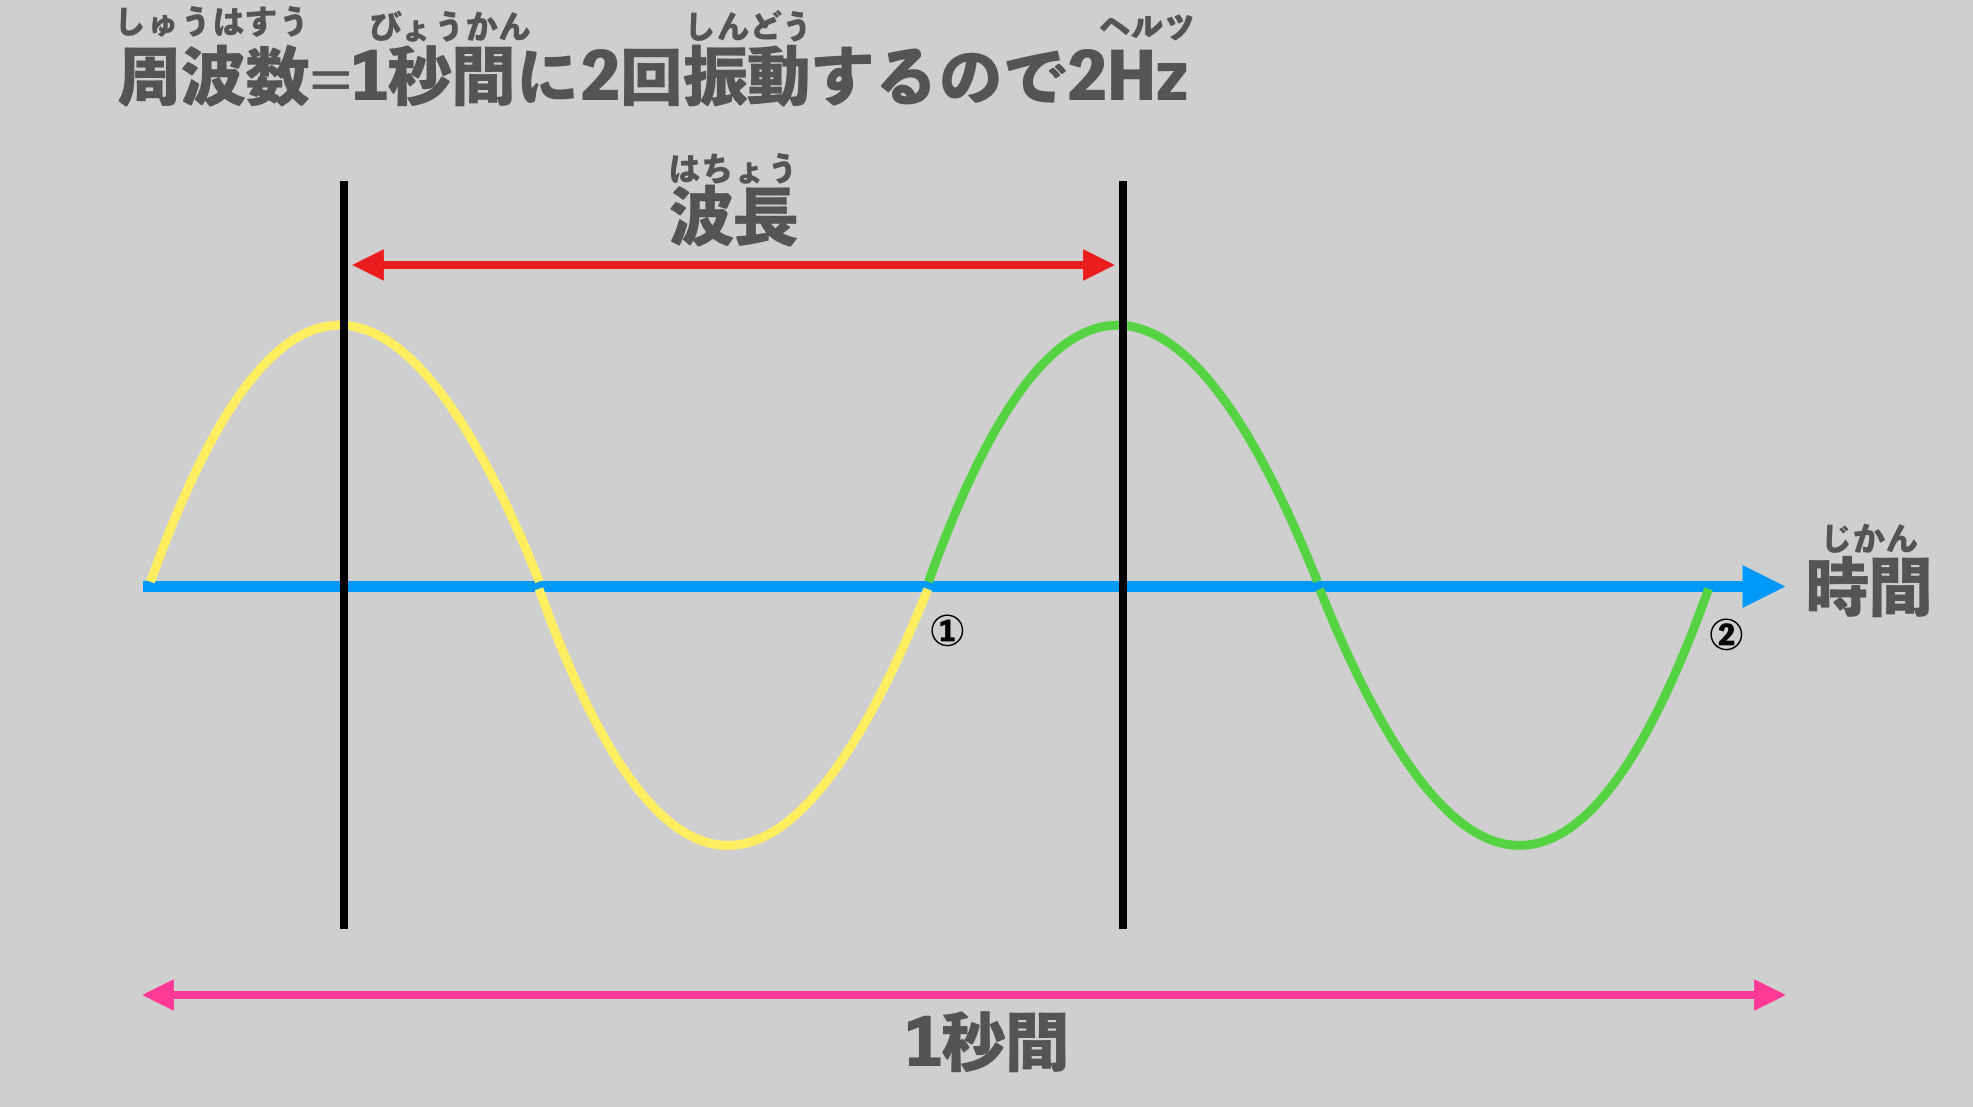 しゅうはすう びょうかん しんどう ヘルツ
周波数=1秒間に2回振動するので2Hz
はちょう
波長
じかん
時間
①
②
1秒間